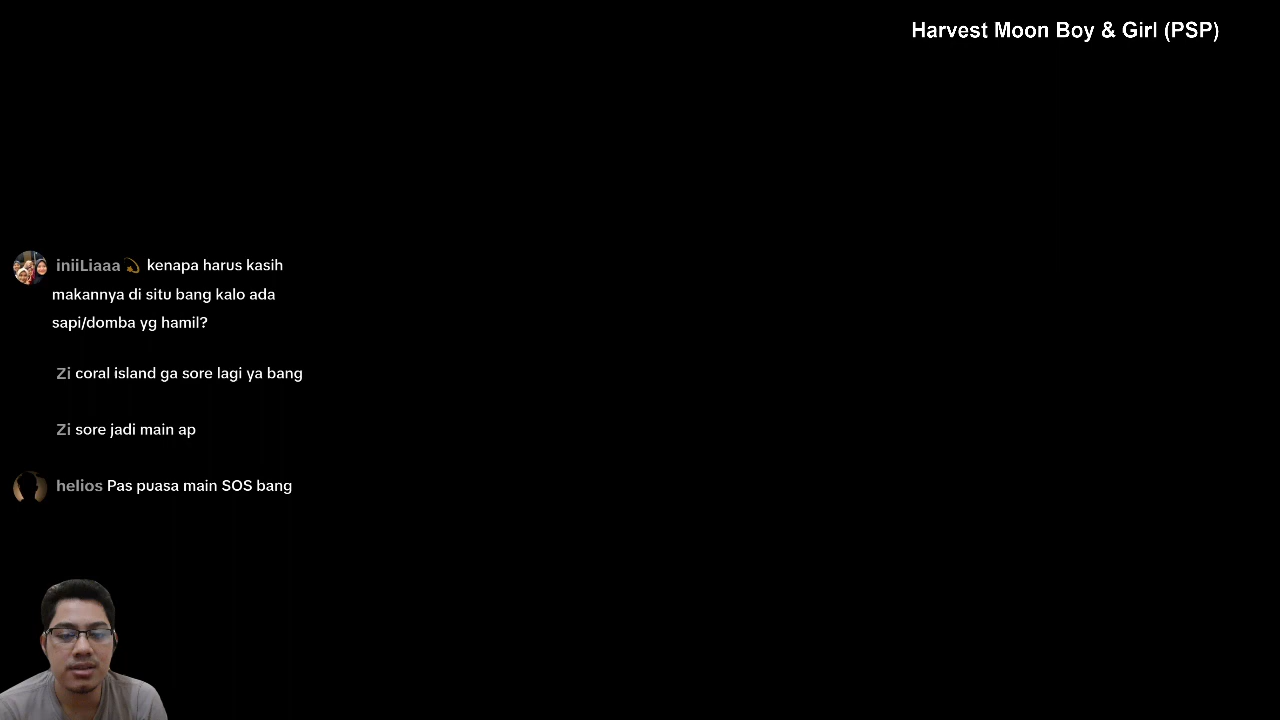 Harvest Moon Boy & Girl (PSP)
iniiLiaaa 💫 kenapa harus kasih
makannya di situ bang kalo ada
sapi/domba yg hamil?
Zi coral island ga sore lagi ya bang
Zi sore jadi main ap
helios Pas puasa main SOS bang